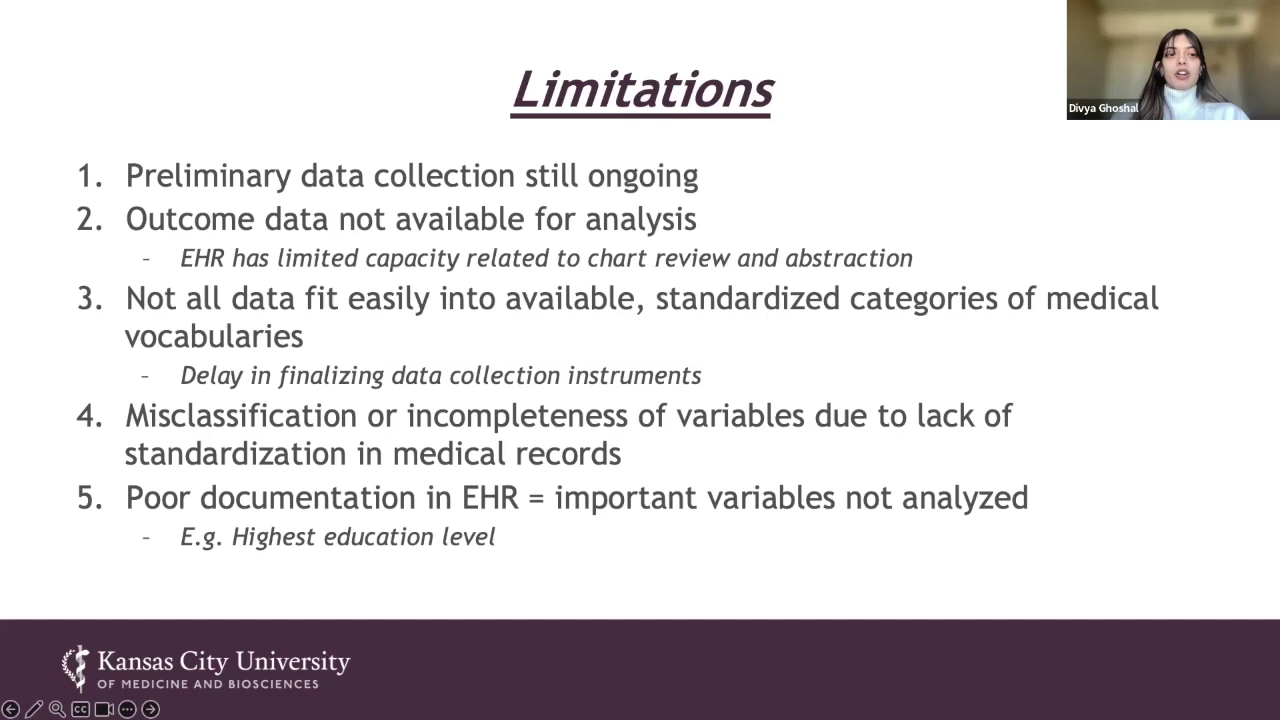 Limitations
Divya Ghoshal
1. Preliminary data collection still ongoing
2. Outcome data not available for analysis
- EHR has limited capacity related to chart review and abstraction
3. Not all data fit easily into available, standardized categories of medical
vocabularies
- Delay in finalizing data collection instruments
4. Misclassification or incompleteness of variables due to lack of
standardization in medical records
5. Poor documentation in EHR = important variables not analyzed
- E.g. Highest education level
Kansas City University
OF MEDICINE AND BIOSCIENCES
CC